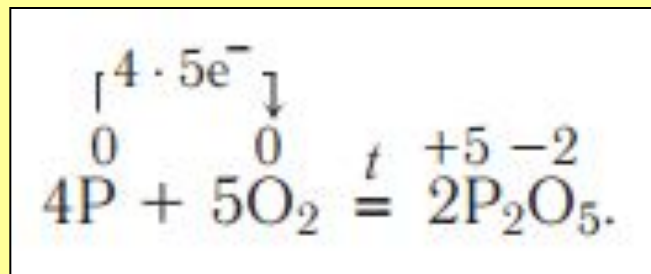 4 · 5e⁻
0 0 t +5 −2
4P + 5O₂ = 2P₂O₅.